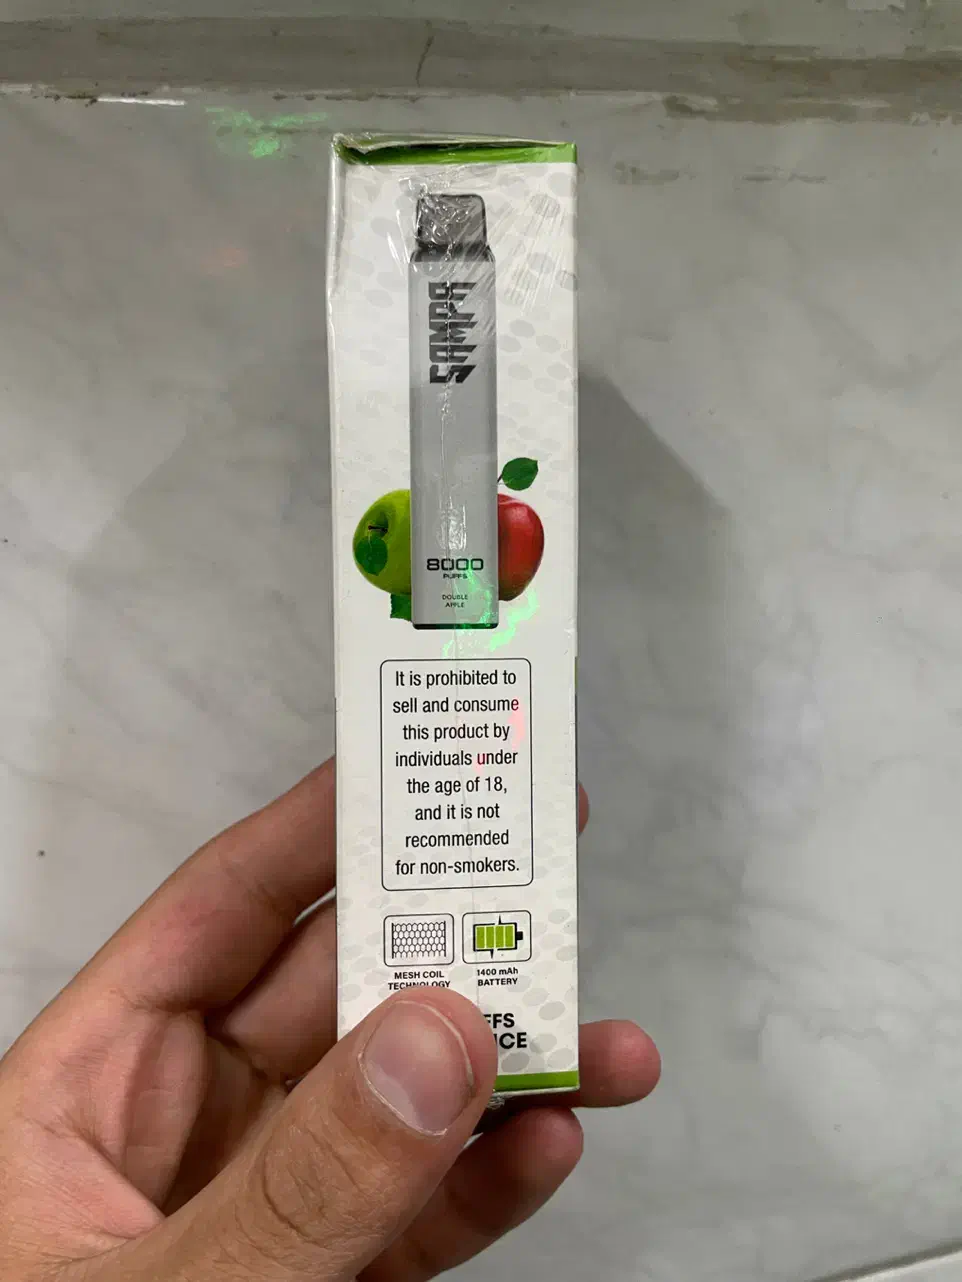 SAMPA
8000
PUFFS
DOUBLE
APPLE
It is prohibited to
sell and consume
this product by
individuals under
the age of 18,
and it is not
recommended
for non-smokers.
MESH COIL
TECHNOLOGY
1400 mAh
BATTERY